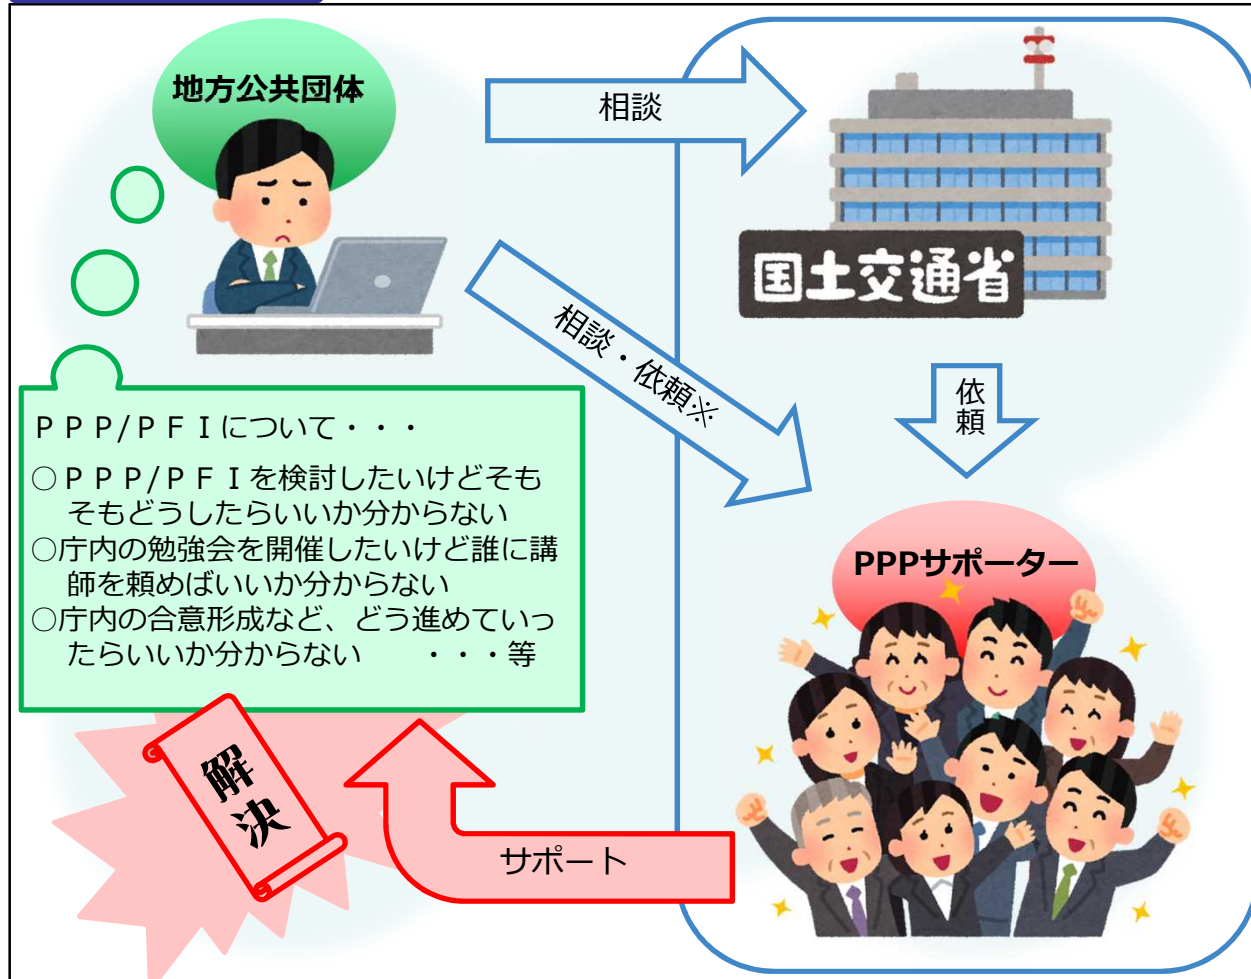 地方公共団体
相談
国土交通省
相談・依頼※
依
頼
ＰＰＰ/ＰＦＩについて・・・
○ＰＰＰ/ＰＦＩを検討したいけどそも
そもどうしたらいいか分からない
○庁内の勉強会を開催したいけど誰に講
師を頼めばいいか分からない
○庁内の合意形成など、どう進めていっ
たらいいか分からない　　・・・等
PPPサポーター
解
決
サポート